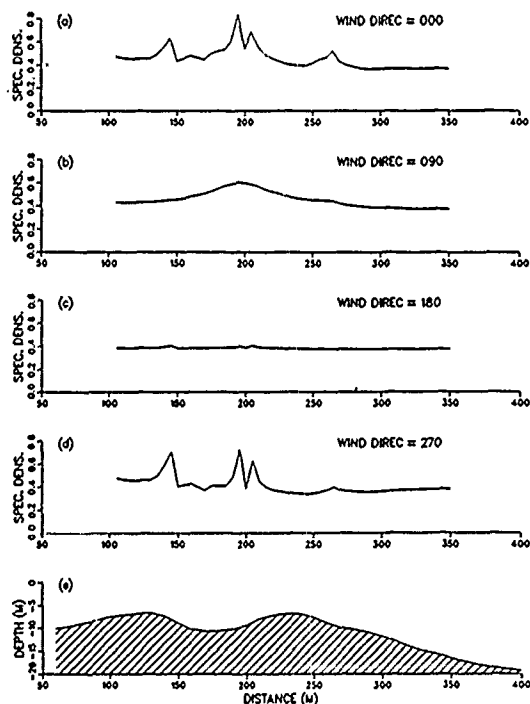 (a) WIND DIREC = 000
SPEC. DENS.
0.0 0.2 0.4 0.6 0.8
50 100 150 200 250 300 350 400
(b) WIND DIREC = 090
SPEC. DENS.
0.0 0.2 0.4 0.6 0.8
50 100 150 200 250 300 350 400
(c) WIND DIREC = 180
SPEC. DENS.
0.0 0.2 0.4 0.6 0.8
50 100 150 200 250 300 350 400
(d) WIND DIREC = 270
SPEC. DENS.
0.0 0.2 0.4 0.6 0.8
50 100 150 200 250 300 350 400
(e)
DEPTH (M)
-20 -15 -10 -5 0
50 100 150 200 250 300 350 400
DISTANCE (M)